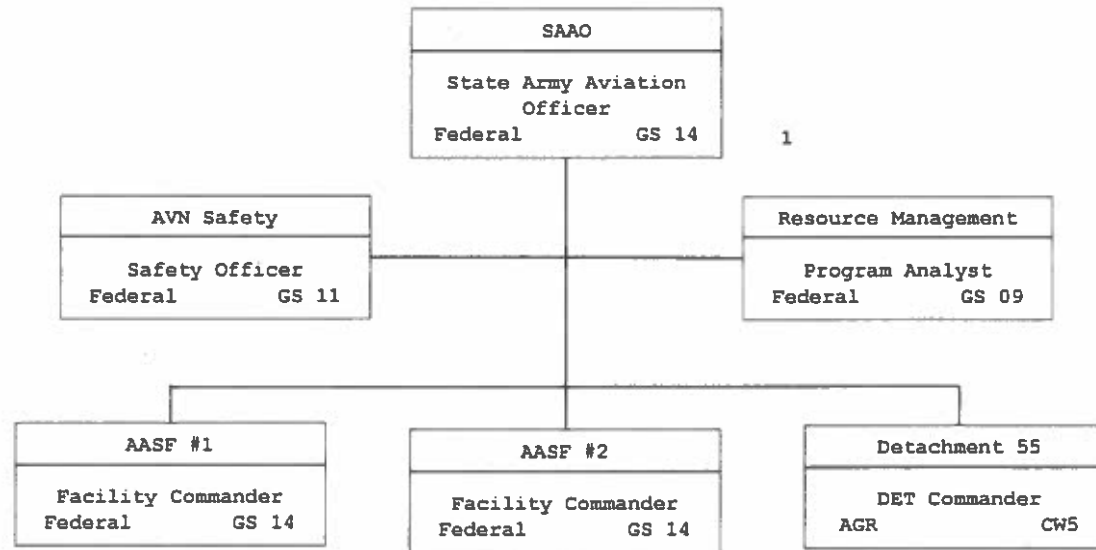 SAAO
State Army Aviation
Officer
Federal GS 14
1
AVN Safety
Safety Officer
Federal GS 11
Resource Management
Program Analyst
Federal GS 09
AASF #1
Facility Commander
Federal GS 14
AASF #2
Facility Commander
Federal GS 14
Detachment 55
DET Commander
AGR CW5